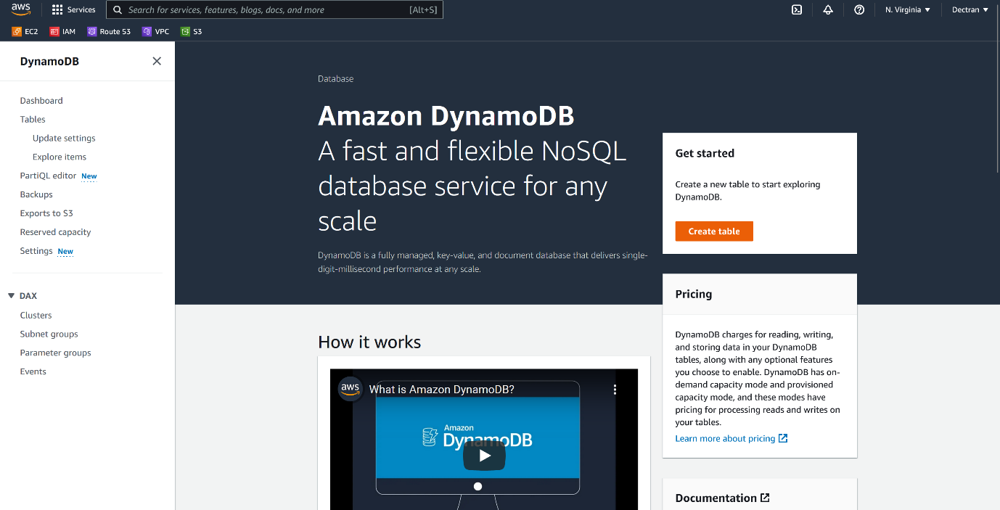 aws
Services
Search for services, features, blogs, docs, and more
[Alt+S]
N. Virginia
Dectran
EC2
IAM
Route 53
VPC
S3
DynamoDB
Dashboard
Tables
Update settings
Explore items
PartiQL editor New
Backups
Exports to S3
Reserved capacity
Settings New
DAX
Clusters
Subnet groups
Parameter groups
Events
Database
Amazon DynamoDB
A fast and flexible NoSQL
database service for any
scale
DynamoDB is a fully managed, key-value, and document database that delivers single-
digit-millisecond performance at any scale.
Get started
Create a new table to start exploring
DynamoDB.
Create table
Pricing
DynamoDB charges for reading, writing,
and storing data in your DynamoDB
tables, along with any optional features
you choose to enable. DynamoDB has on-
demand capacity mode and provisioned
capacity mode, and these modes have
pricing for processing reads and writes on
your tables.
Learn more about pricing
How it works
aws
What is Amazon DynamoDB?
Amazon
DynamoDB
Documentation